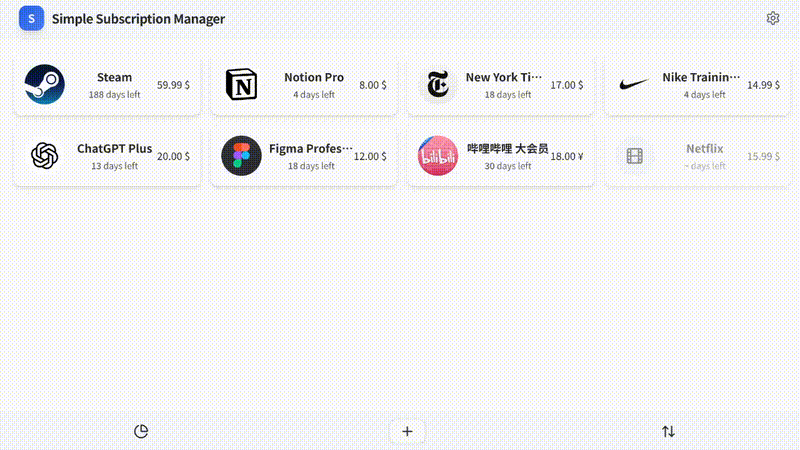 S Simple Subscription Manager
Steam
188 days left
59.99 $
Notion Pro
4 days left
8.00 $
New York Ti···
18 days left
17.00 $
Nike Trainin···
4 days left
14.99 $
ChatGPT Plus
13 days left
20.00 $
Figma Profes···
18 days left
12.00 $
bilibili
哔哩哔哩 大会员
30 days left
18.00 ¥
Netflix
- days left
15.99 $